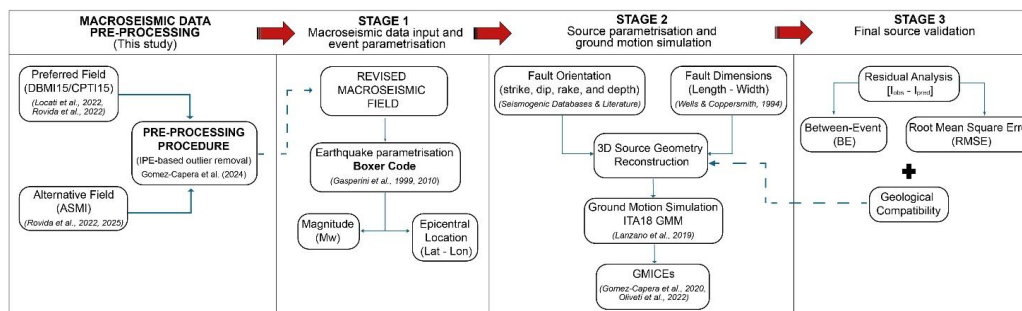 MACROSEISMIC DATA
PRE-PROCESSING
(This study)
Preferred Field
(DBMI15/CPTI15)
(Locati et al., 2022,
Rovida et al., 2022)
PRE-PROCESSING
PROCEDURE
(IPE-based outlier removal)
Gomez-Capera et al. (2024)
Alternative Field
(ASMI)
(Rovida et al., 2022, 2025)
STAGE 1
Macroseismic data input and
event parametrisation
REVISED
MACROSEISMIC
FIELD
Earthquake parametrisation
Boxer Code
(Gasperini et al., 1999, 2010)
Magnitude
(Mw)
Epicentral
Location
(Lat - Lon)
STAGE 2
Source parametrisation and
ground motion simulation
Fault Orientation
(strike, dip, rake, and depth)
(Seismogenic Databases & Literature)
Fault Dimensions
(Length - Width)
(Wells & Coppersmith, 1994)
3D Source Geometry
Reconstruction
Ground Motion Simulation
ITA18 GMM
(Lanzano et al., 2019)
GMICEs
(Gomez-Capera et al., 2020,
Oliveti et al., 2022)
STAGE 3
Final source validation
Residual Analysis
[Iobs - Ipred]
Between-Event
(BE)
Root Mean Square Erro
(RMSE)
+
Geological
Compatibility